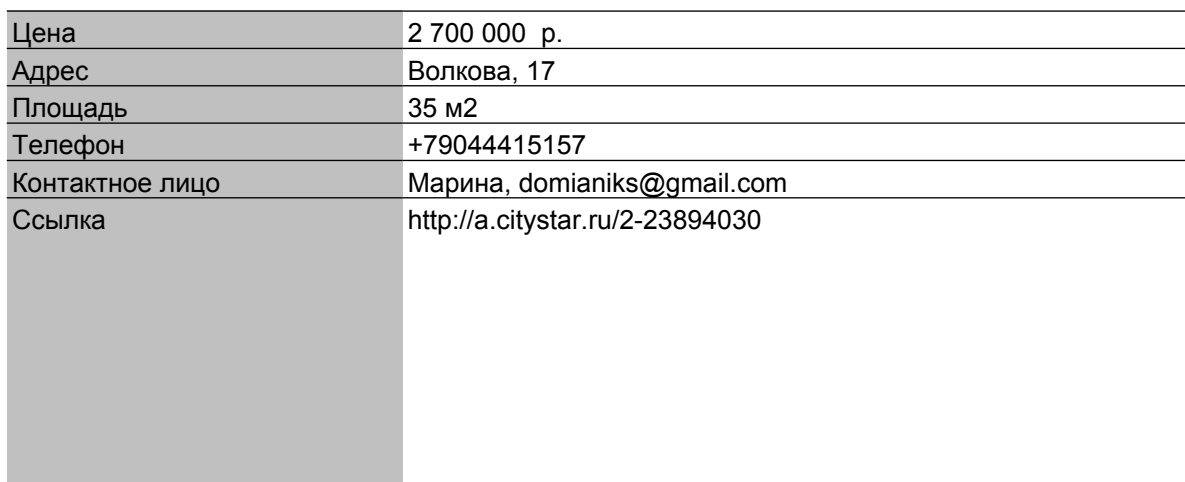 Цена 2 700 000  р.
Адрес Волкова, 17
Площадь 35 м2
Телефон +79044415157
Контактное лицо Марина, domianiks@gmail.com
Ссылка http://a.citystar.ru/2-23894030